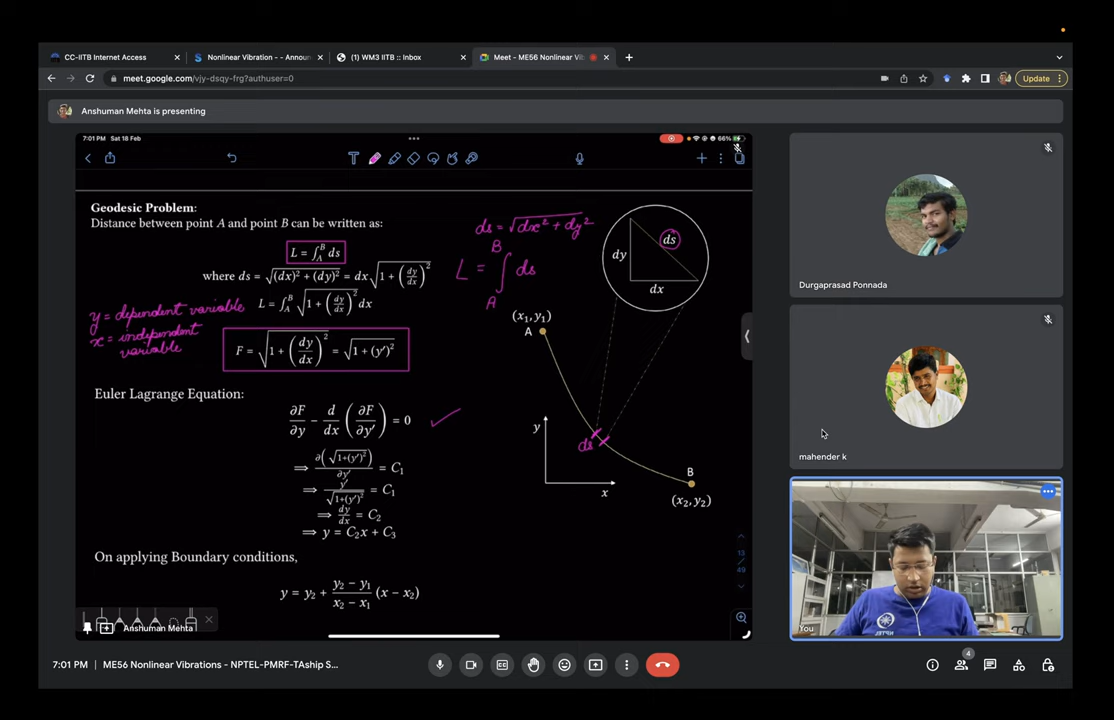 CC-IITB Internet Access
Nonlinear Vibration - - Announ
(1) WM3 IITB :: Inbox
Meet - ME56 Nonlinear Vib
meet.google.com/vjy-dsqy-frg?authuser=0
Update
Anshuman Mehta is presenting
7:01 PM Sat 18 Feb
66%
Geodesic Problem:
Distance between point A and point B can be written as:
L = ∫_A^B ds
where ds = √((dx)² + (dy)²) = dx √(1 + (dy/dx)²)
L = ∫_A^B √(1 + (dy/dx)²) dx
y = dependent variable
x = independent
variable
F = √(1 + (dy/dx)²) = √(1 + (y')²)
ds = √(dx² + dy²)
L = ∫_A^B ds
dy
ds
dx
(x₁, y₁)
A
ds
y
x
B
(x₂, y₂)
Euler Lagrange Equation:
∂F/∂y − d/dx (∂F/∂y') = 0
⟹ ∂(√(1+(y')²))/∂y' = C₁
⟹ y'/√(1+(y')²) = C₁
⟹ dy/dx = C₂
⟹ y = C₂x + C₃
On applying Boundary conditions,
y = y₂ + (y₂ − y₁)/(x₂ − x₁) (x − x₂)
13
49
Anshuman Mehta
Durgaprasad Ponnada
mahender k
NPTEL
You
7:01 PM | ME56 Nonlinear Vibrations - NPTEL-PMRF-TAship S...
4